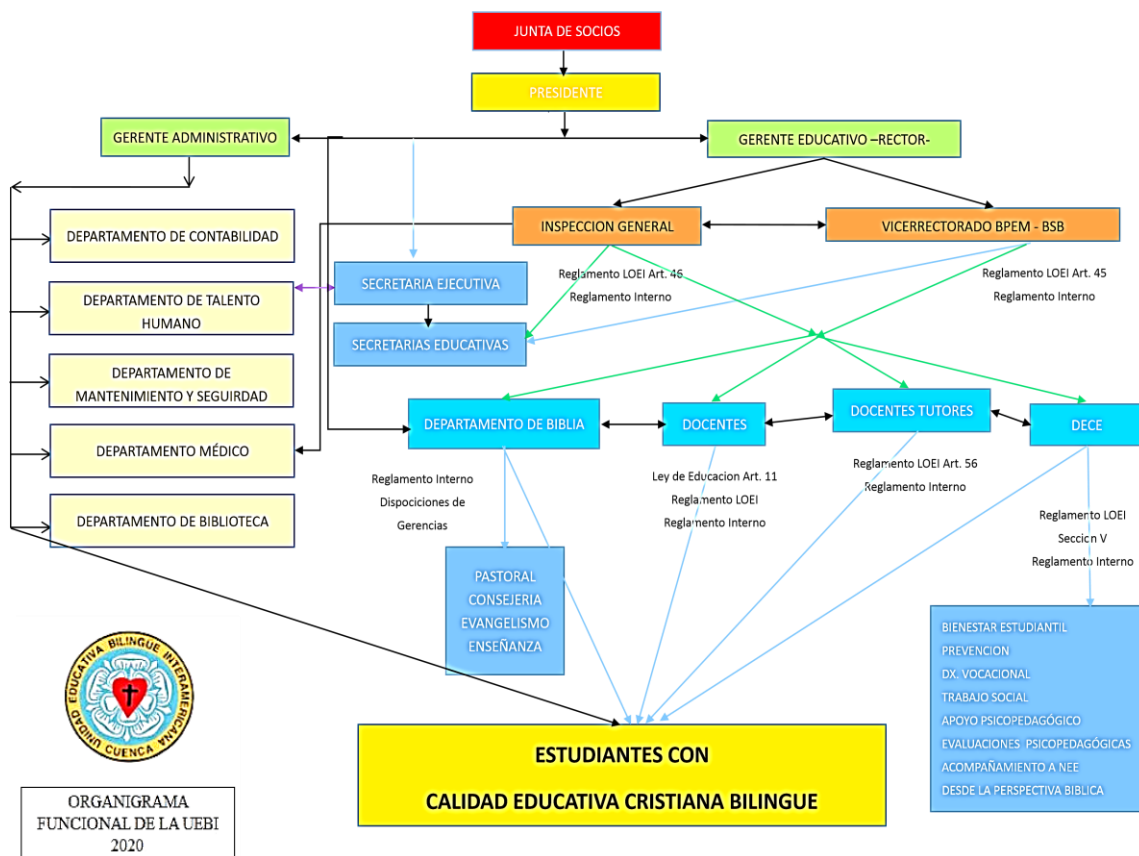 JUNTA DE SOCIOS
PRESIDENTE
GERENTE ADMINISTRATIVO
GERENTE EDUCATIVO –RECTOR-
INSPECCION GENERAL
VICERRECTORADO BPEM - BSB
DEPARTAMENTO DE CONTABILIDAD
DEPARTAMENTO DE TALENTO
HUMANO
DEPARTAMENTO DE
MANTENIMIENTO Y SEGUIRDAD
DEPARTAMENTO MÉDICO
DEPARTAMENTO DE BIBLIOTECA
SECRETARIA EJECUTIVA
SECRETARIAS EDUCATIVAS
Reglamento LOEI Art. 46
Reglamento Interno
Reglamento LOEI Art. 45
Reglamento Interno
DEPARTAMENTO DE BIBLIA
DOCENTES
DOCENTES TUTORES
DECE
Reglamento Interno
Disposiciones de
Gerencias
Ley de Educacion Art. 11
Reglamento LOEI
Reglamento Interno
Reglamento LOEI Art. 56
Reglamento Interno
Reglamento LOEI
Seccion V
Reglamento Interno
PASTORAL
CONSEJERIA
EVANGELISMO
ENSEÑANZA
BIENESTAR ESTUDIANTIL
PREVENCION
DX. VOCACIONAL
TRABAJO SOCIAL
APOYO PSICOPEDAGÓGICO
EVALUACIONES PSICOPEDAGÓGICAS
ACOMPAÑAMIENTO A NEE
DESDE LA PERSPECTIVA BIBLICA
UNIDAD EDUCATIVA BILINGUE INTERAMERICANA
CUENCA
ESTUDIANTES CON
CALIDAD EDUCATIVA CRISTIANA BILINGUE
ORGANIGRAMA
FUNCIONAL DE LA UEBI
2020